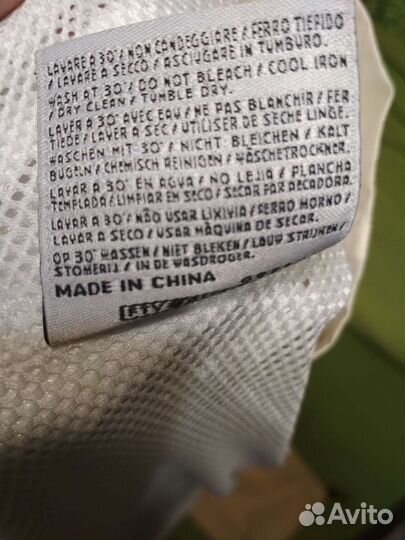 LAVARE A 30°/ NON CANDEGGIARE / FERRO TIEPIDO
/ LAVARE A SECCO / ASCIUGARE IN TUMBURO.
WASH AT 30°/ DO NOT BLEACH / COOL IRON
/ DRY CLEAN / TUMBLE DRY.
LAVER A 30° AVEC EAU / NE PAS BLANCHIR / FER
TIEDE / LAVER A SEC / UTILISER DE SECHE LINGE.
WASCHEN MIT 30°/ NICHT BLEICHEN / KALT
BUGELN / CHEMISCH REINIGEN / WÄSCHETROCKNER.
LAVAR A 30° EN AGUA / NO LEJIA / PLANCHA
TEMPLADA / LIMPIAR EN SECO / SECAR POR
LAVAR A 30°/ NÃO USAR LIXIVIA / FERRO MORNO /
LAVAR A SECO / USAR MAQUINA DE SECAR.
OP 30° WASSEN / NIET BLEKEN / LAUW STRIJKEN /
STOMERIJ / IN DE WASDROGER.
MADE IN CHINA
Avito